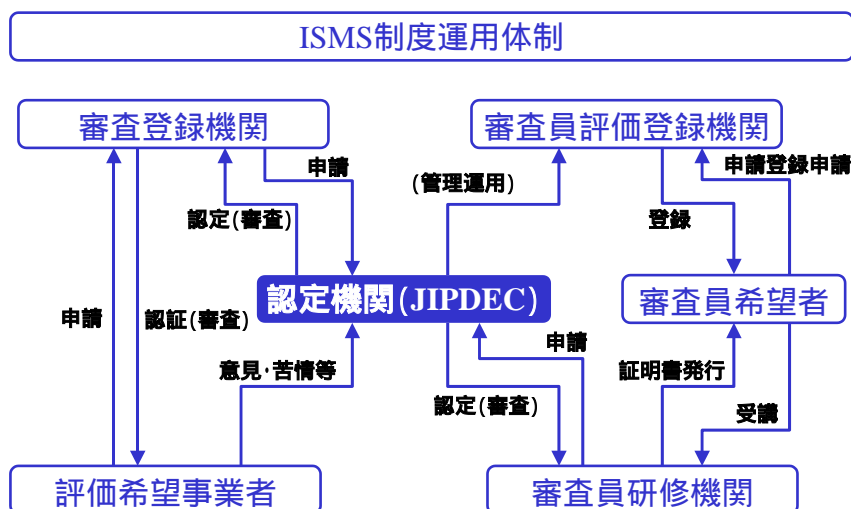 ISMS制度運用体制
審査登録機関
審査員評価登録機関
申請
(管理運用)
申請登録申請
認定(審査)
登録
認定機関(JIPDEC)
審査員希望者
申請
認証(審査)
意見・苦情等
申請
証明書発行
認定(審査)
受講
評価希望事業者
審査員研修機関